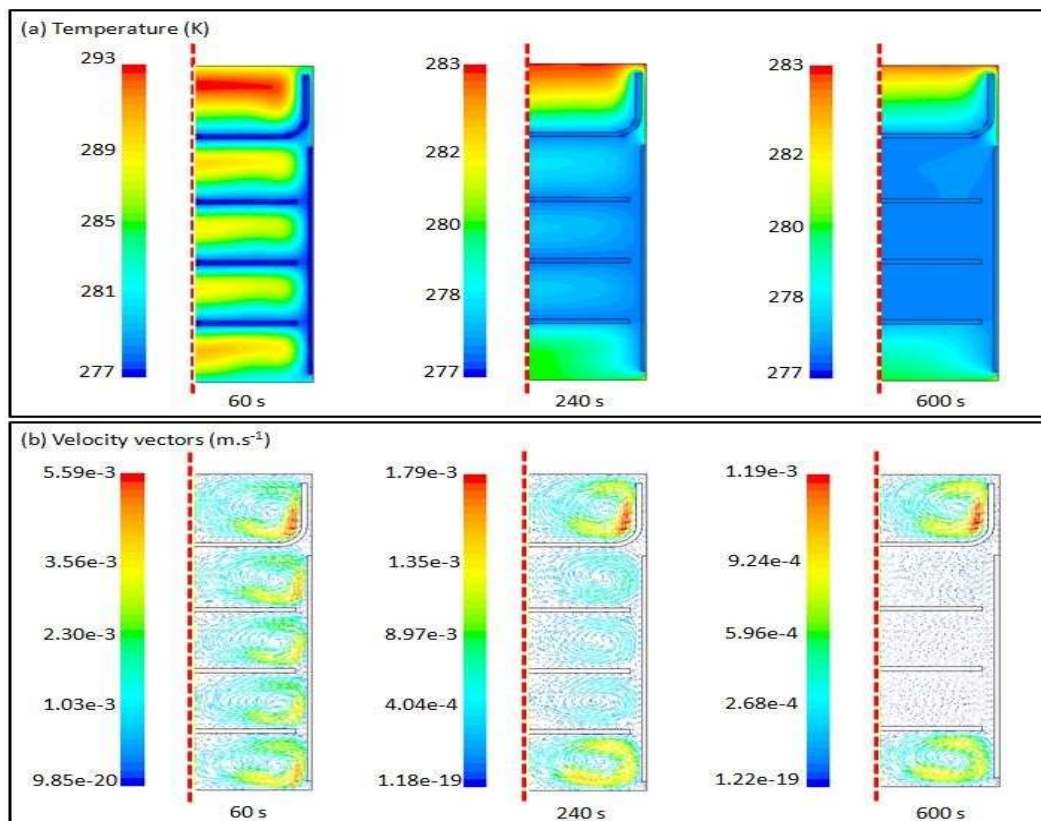 (a) Temperature (K)
293
289
285
281
277
60 s
283
282
280
278
277
240 s
283
282
280
278
277
600 s
(b) Velocity vectors (m.s⁻¹)
5.59e-3
3.56e-3
2.30e-3
1.03e-3
9.85e-20
60 s
1.79e-3
1.35e-3
8.97e-3
4.04e-4
1.18e-19
240 s
1.19e-3
9.24e-4
5.96e-4
2.68e-4
1.22e-19
600 s